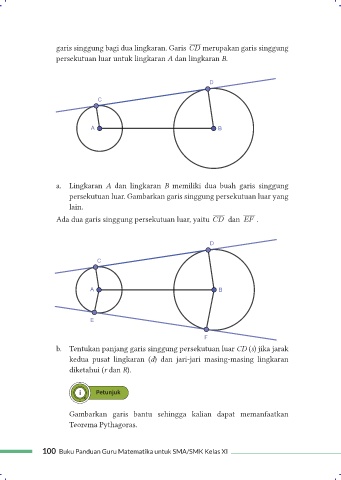 garis singgung bagi dua lingkaran. Garis CD merupakan garis singgung
persekutuan luar untuk lingkaran A dan lingkaran B.
D
C
A
B
a. Lingkaran A dan lingkaran B memiliki dua buah garis singgung
persekutuan luar. Gambarkan garis singgung persekutuan luar yang
lain.
Ada dua garis singgung persekutuan luar, yaitu CD dan EF .
D
C
A
B
E
F
b. Tentukan panjang garis singgung persekutuan luar CD (s) jika jarak
kedua pusat lingkaran (d) dan jari-jari masing-masing lingkaran
diketahui (r dan R).
i Petunjuk
Gambarkan garis bantu sehingga kalian dapat memanfaatkan
Teorema Pythagoras.
100 Buku Panduan Guru Matematika untuk SMA/SMK Kelas XI